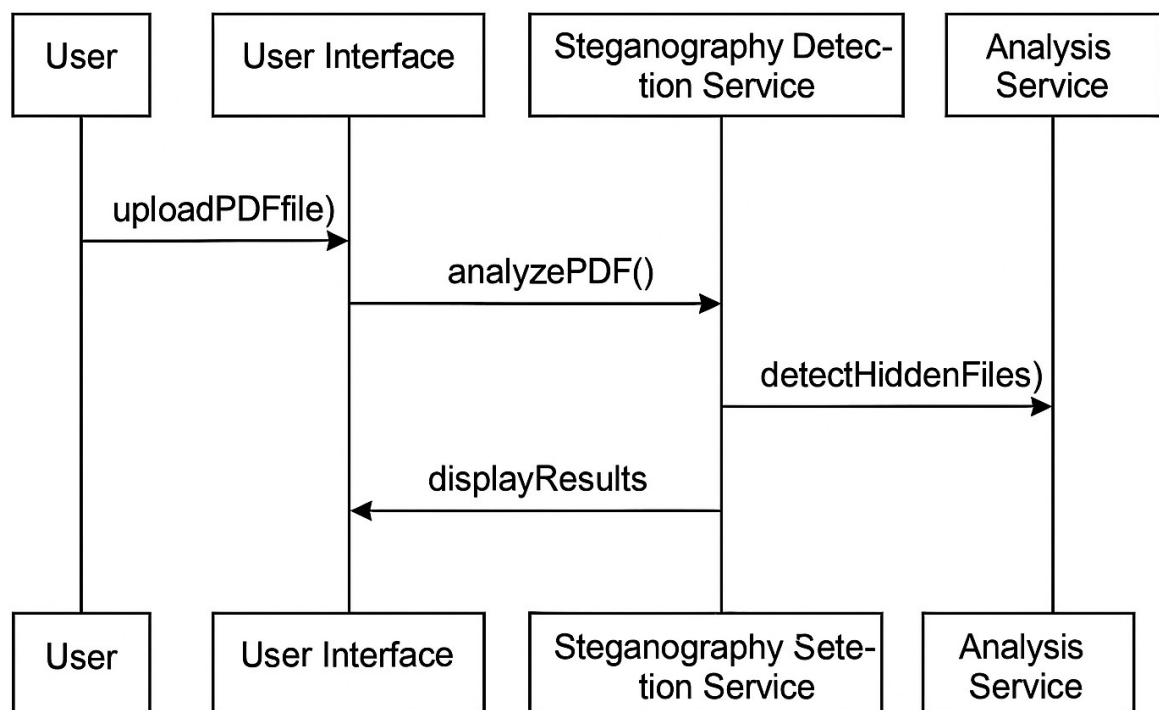 User
User Interface
Steganography Detec-
tion Service
Analysis
Service
uploadPDFfile)
analyzePDF()
detectHiddenFiles)
displayResults
User
User Interface
Steganography Sete-
tion Service
Analysis
Service